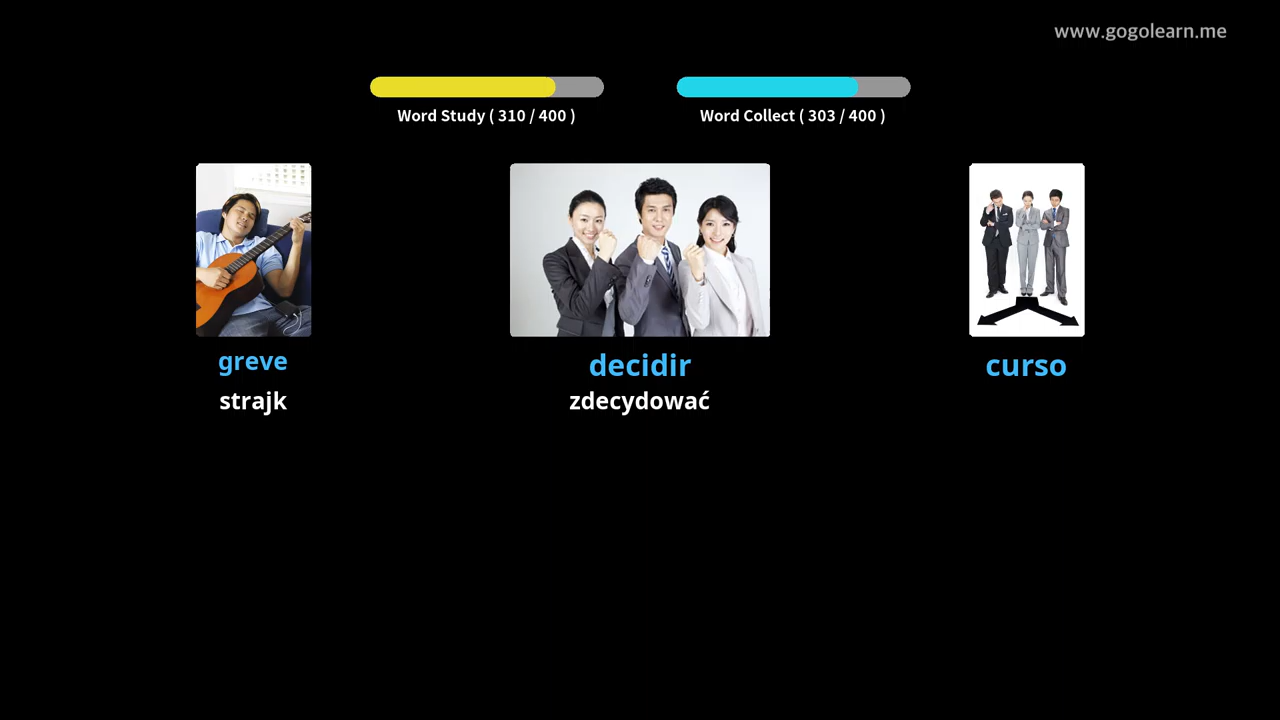 www.gogolearn.me
Word Study ( 310 / 400 )
Word Collect ( 303 / 400 )
greve
decidir
curso
strajk
zdecydować